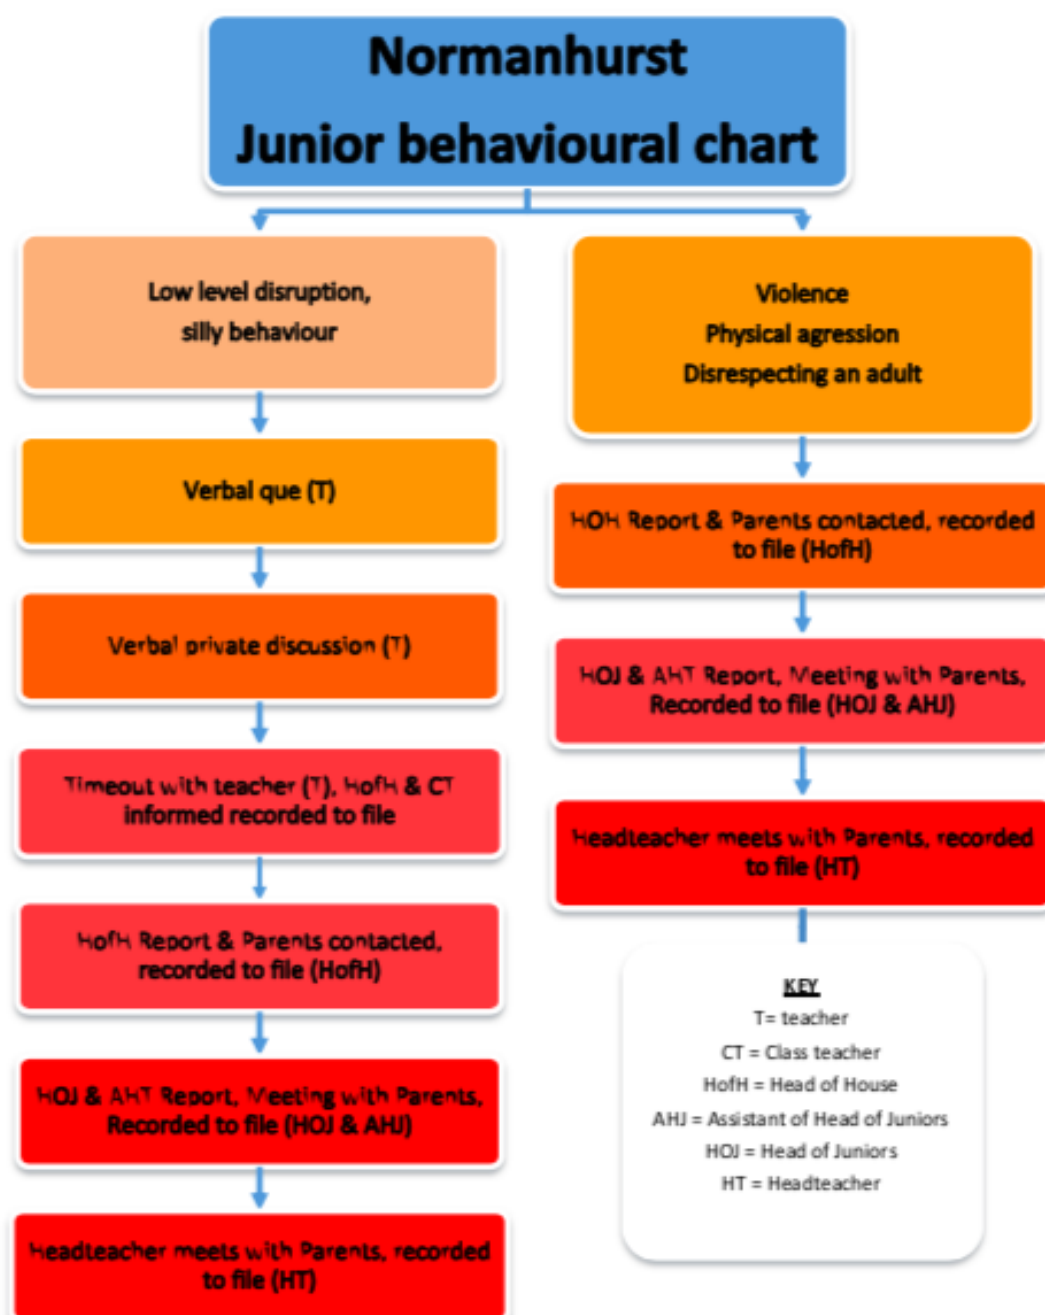 Normanhurst
Junior behavioural chart
Low level disruption,
silly behaviour
Verbal que (T)
Verbal private discussion (T)
Timeout with teacher (T), HofH & CT
informed recorded to file
HofH Report & Parents contacted,
recorded to file (HofH)
HOJ & AHT Report, Meeting with Parents,
Recorded to file (HOJ & AHJ)
Headteacher meets with Parents, recorded
to file (HT)
Violence
Physical agression
Disrespecting an adult
HOH Report & Parents contacted, recorded
to file (HofH)
HOJ & AHT Report, Meeting with Parents,
Recorded to file (HOJ & AHJ)
Headteacher meets with Parents, recorded
to file (HT)
KEY
T= teacher
CT = Class teacher
HofH = Head of House
AHJ = Assistant of Head of Juniors
HOJ = Head of Juniors
HT = Headteacher